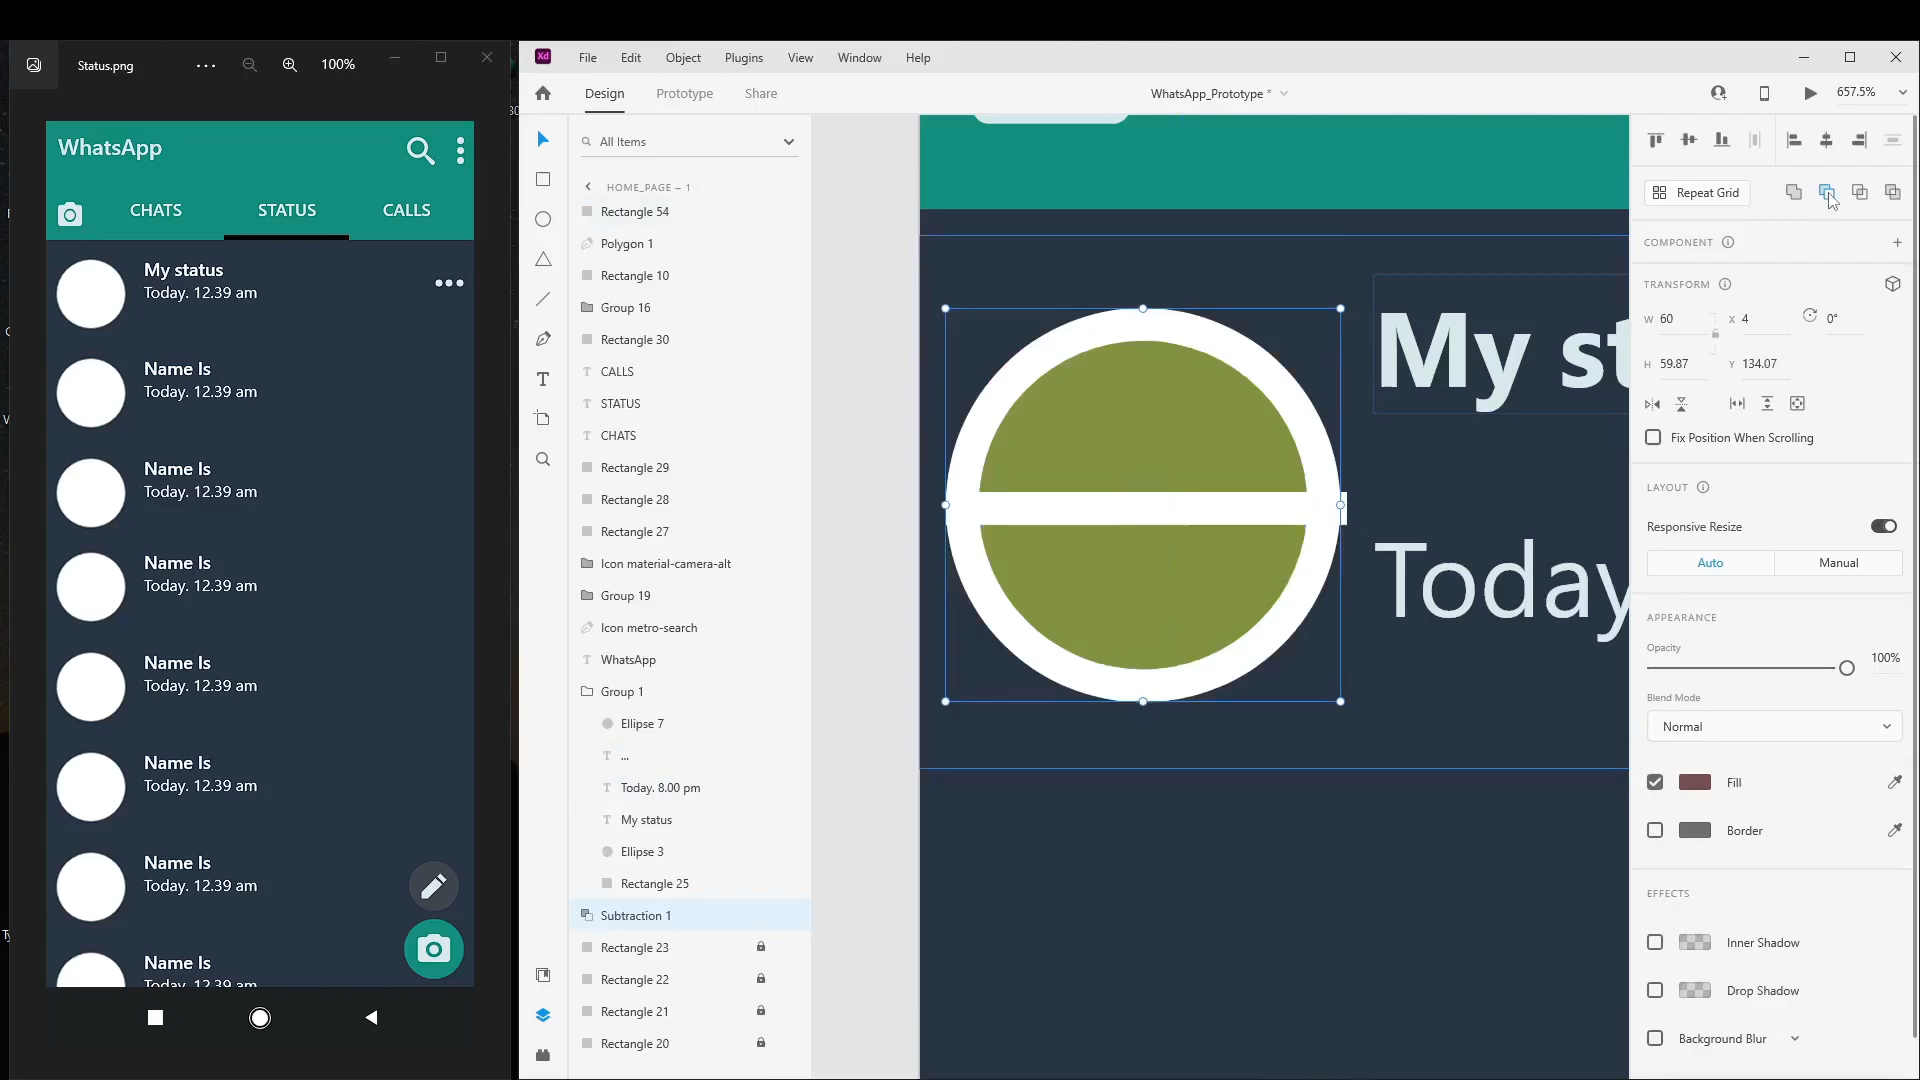 Status.png
100%
WhatsApp
CHATS
STATUS
CALLS
My status
Today. 12.39 am
Name Is
Today. 12.39 am
Name Is
Today. 12.39 am
Name Is
Today. 12.39 am
Name Is
Today. 12.39 am
Name Is
Today. 12.39 am
Name Is
Today. 12.39 am
Name Is
Today. 12.39 am
Xd
File
Edit
Object
Plugins
View
Window
Help
Design
Prototype
Share
WhatsApp_Prototype *
657.5%
All Items
HOME_PAGE – 1
Rectangle 54
Polygon 1
Rectangle 10
Group 16
Rectangle 30
CALLS
STATUS
CHATS
Rectangle 29
Rectangle 28
Rectangle 27
Icon material-camera-alt
Group 19
Icon metro-search
WhatsApp
Group 1
Ellipse 7
...
Today. 8.00 pm
My status
Ellipse 3
Rectangle 25
Subtraction 1
Rectangle 23
Rectangle 22
Rectangle 21
Rectangle 20
My st
Today
Repeat Grid
COMPONENT
TRANSFORM
W 60
X 4
0°
H 59.87
Y 134.07
Fix Position When Scrolling
LAYOUT
Responsive Resize
Auto
Manual
APPEARANCE
Opacity
100%
Blend Mode
Normal
Fill
Border
EFFECTS
Inner Shadow
Drop Shadow
Background Blur